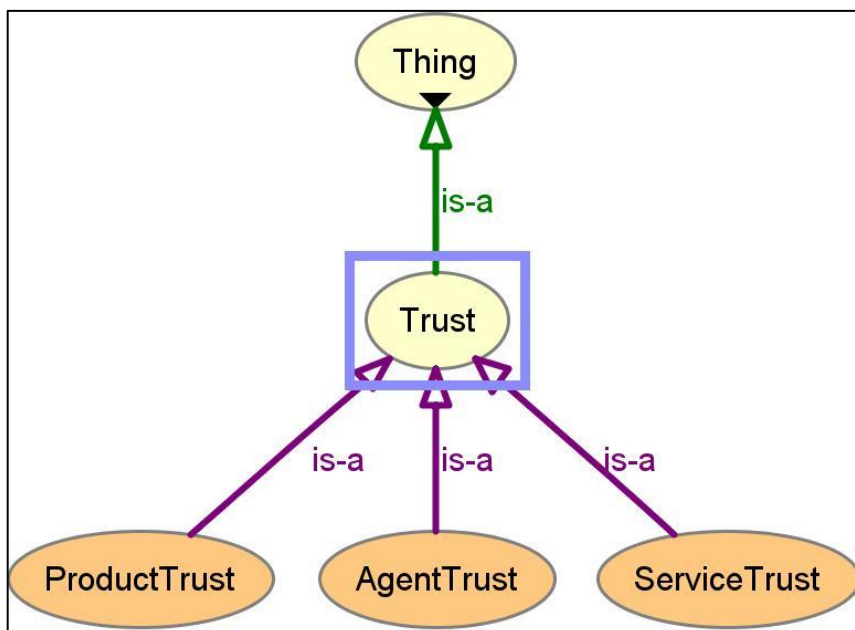 Thing
is-a
Trust
is-a is-a is-a
ProductTrust AgentTrust ServiceTrust